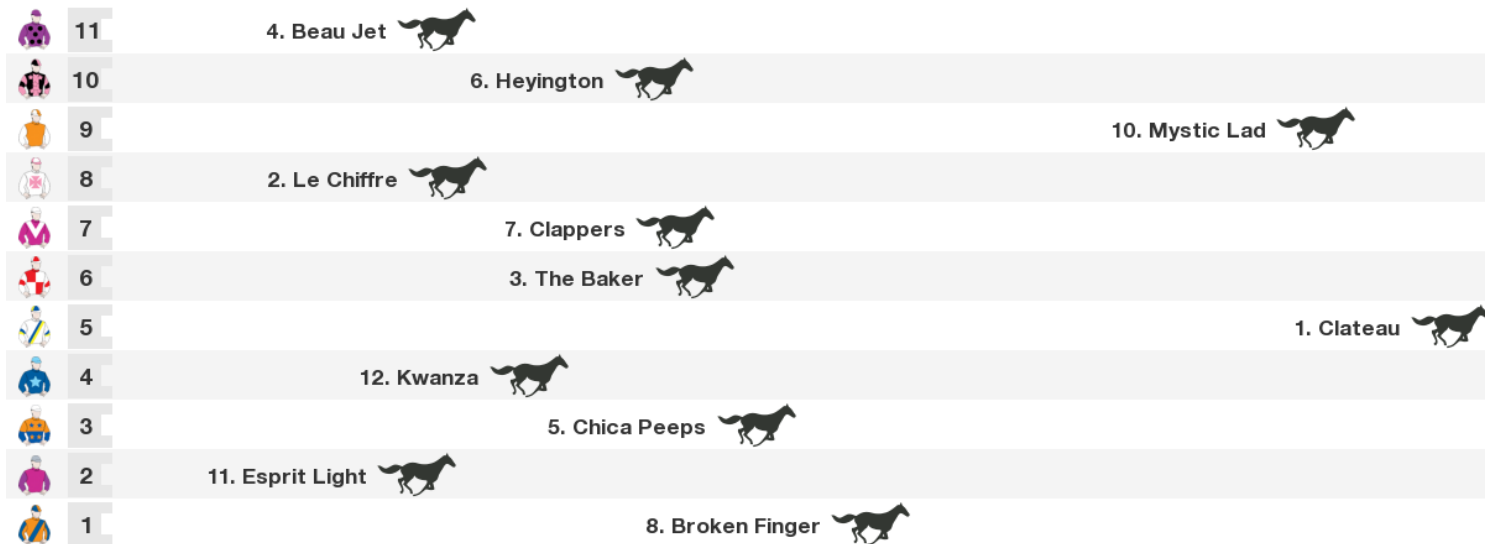 11 4. Beau Jet
10 6. Heyington
9 10. Mystic Lad
8 2. Le Chiffre
7 7. Clappers
6 3. The Baker
5 1. Clateau
4 12. Kwanza
3 5. Chica Peeps
2 11. Esprit Light
1 8. Broken Finger